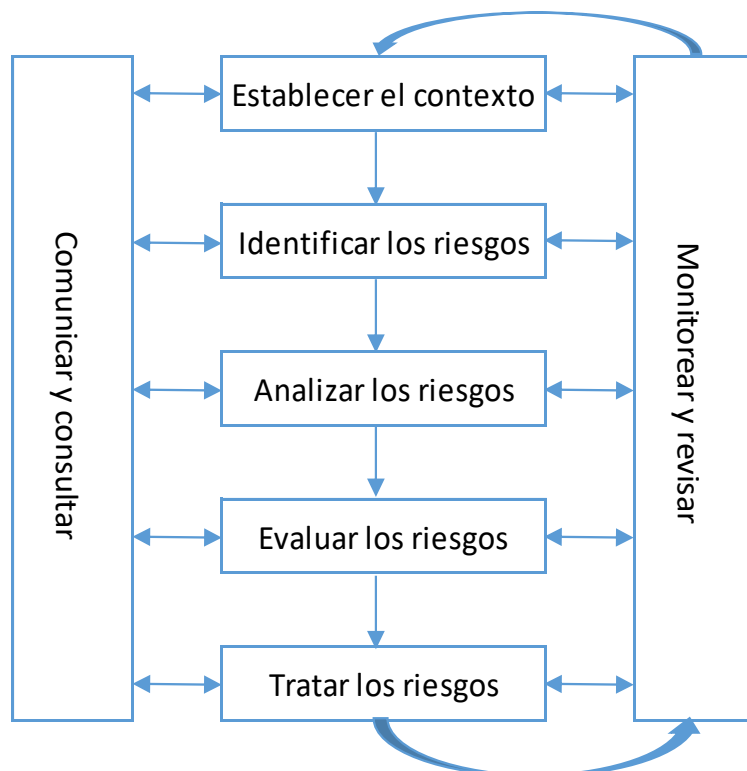 Establecer el contexto
Identificar los riesgos
Analizar los riesgos
Evaluar los riesgos
Tratar los riesgos
Comunicar y consultar
Monitorear y revisar